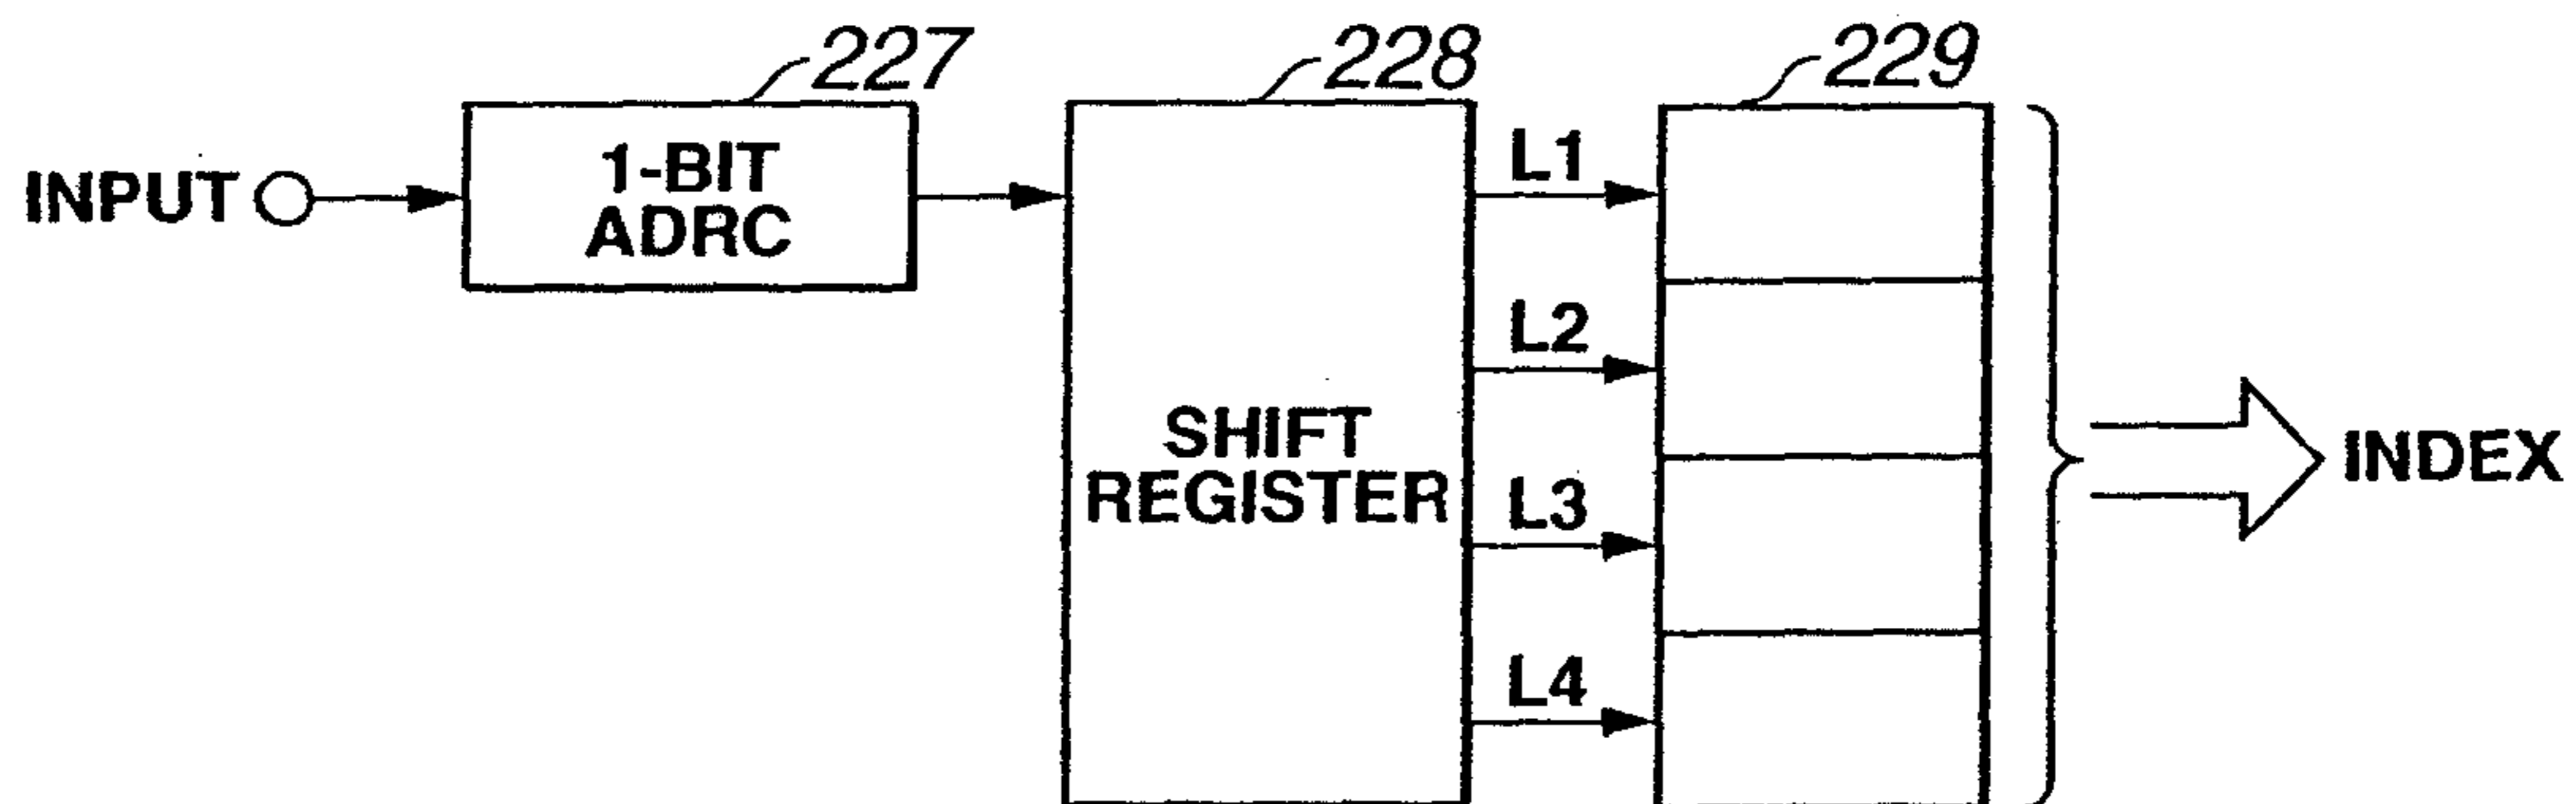 227
228
229
INPUT
1-BIT
ADRC
SHIFT
REGISTER
L1
L2
L3
L4
INDEX